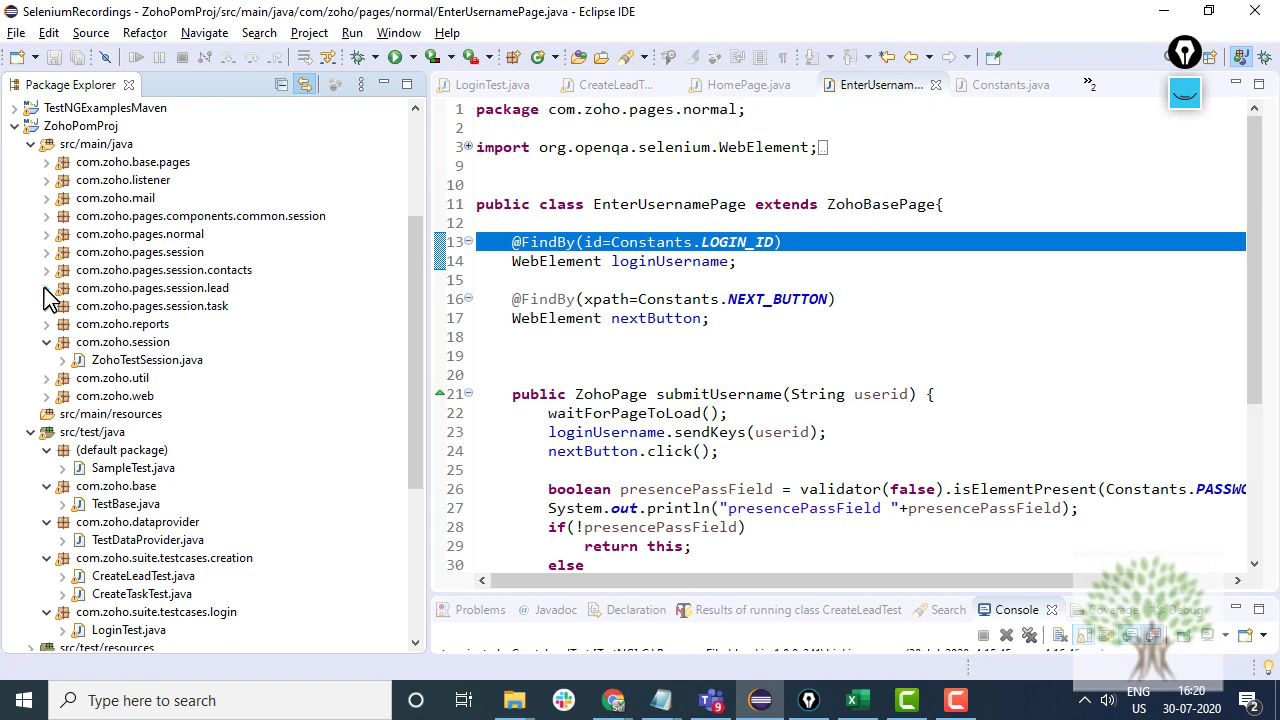 SeleniumRecordings - ZohoPomProj/src/main/java/com/zoho/pages/normal/EnterUsernamePage.java - Eclipse IDE
File Edit Source Refactor Navigate Search Project Run Window Help
Package Explorer
LoginTest.java CreateLeadT... HomePage.java EnterUsernam... Constants.java »2
TestNGExamplesMaven
ZohoPomProj
src/main/java
com.zoho.base.pages
com.zoho.listener
com.zoho.mail
com.zoho.pages.components.common.session
com.zoho.pages.normal
com.zoho.pages.session
com.zoho.pages.session.contacts
com.zoho.pages.session.lead
com.zoho.pages.session.task
com.zoho.reports
com.zoho.session
ZohoTestSession.java
com.zoho.util
com.zoho.web
src/main/resources
src/test/java
(default package)
SampleTest.java
com.zoho.base
TestBase.java
com.zoho.dataprovider
TestDataProvider.java
com.zoho.suite.testcases.creation
CreateLeadTest.java
CreateTaskTest.java
com.zoho.suite.testcases.login
LoginTest.java
src/test/resources
1 package com.zoho.pages.normal;
2
3 import org.openqa.selenium.WebElement;
9
10
11 public class EnterUsernamePage extends ZohoBasePage{
12
13 @FindBy(id=Constants.LOGIN_ID)
14 WebElement loginUsername;
15
16 @FindBy(xpath=Constants.NEXT_BUTTON)
17 WebElement nextButton;
18
19
20
21 public ZohoPage submitUsername(String userid) {
22 waitForPageToLoad();
23 loginUsername.sendKeys(userid);
24 nextButton.click();
25
26 boolean presencePassField = validator(false).isElementPresent(Constants.PASSWO
27 System.out.println("presencePassField "+presencePassField);
28 if(!presencePassField)
29 return this;
30 else
Problems Javadoc Declaration Results of running class CreateLeadTest Search Console Coverage Debug
Type here to search
ENG
US
16:20
30-07-2020
2